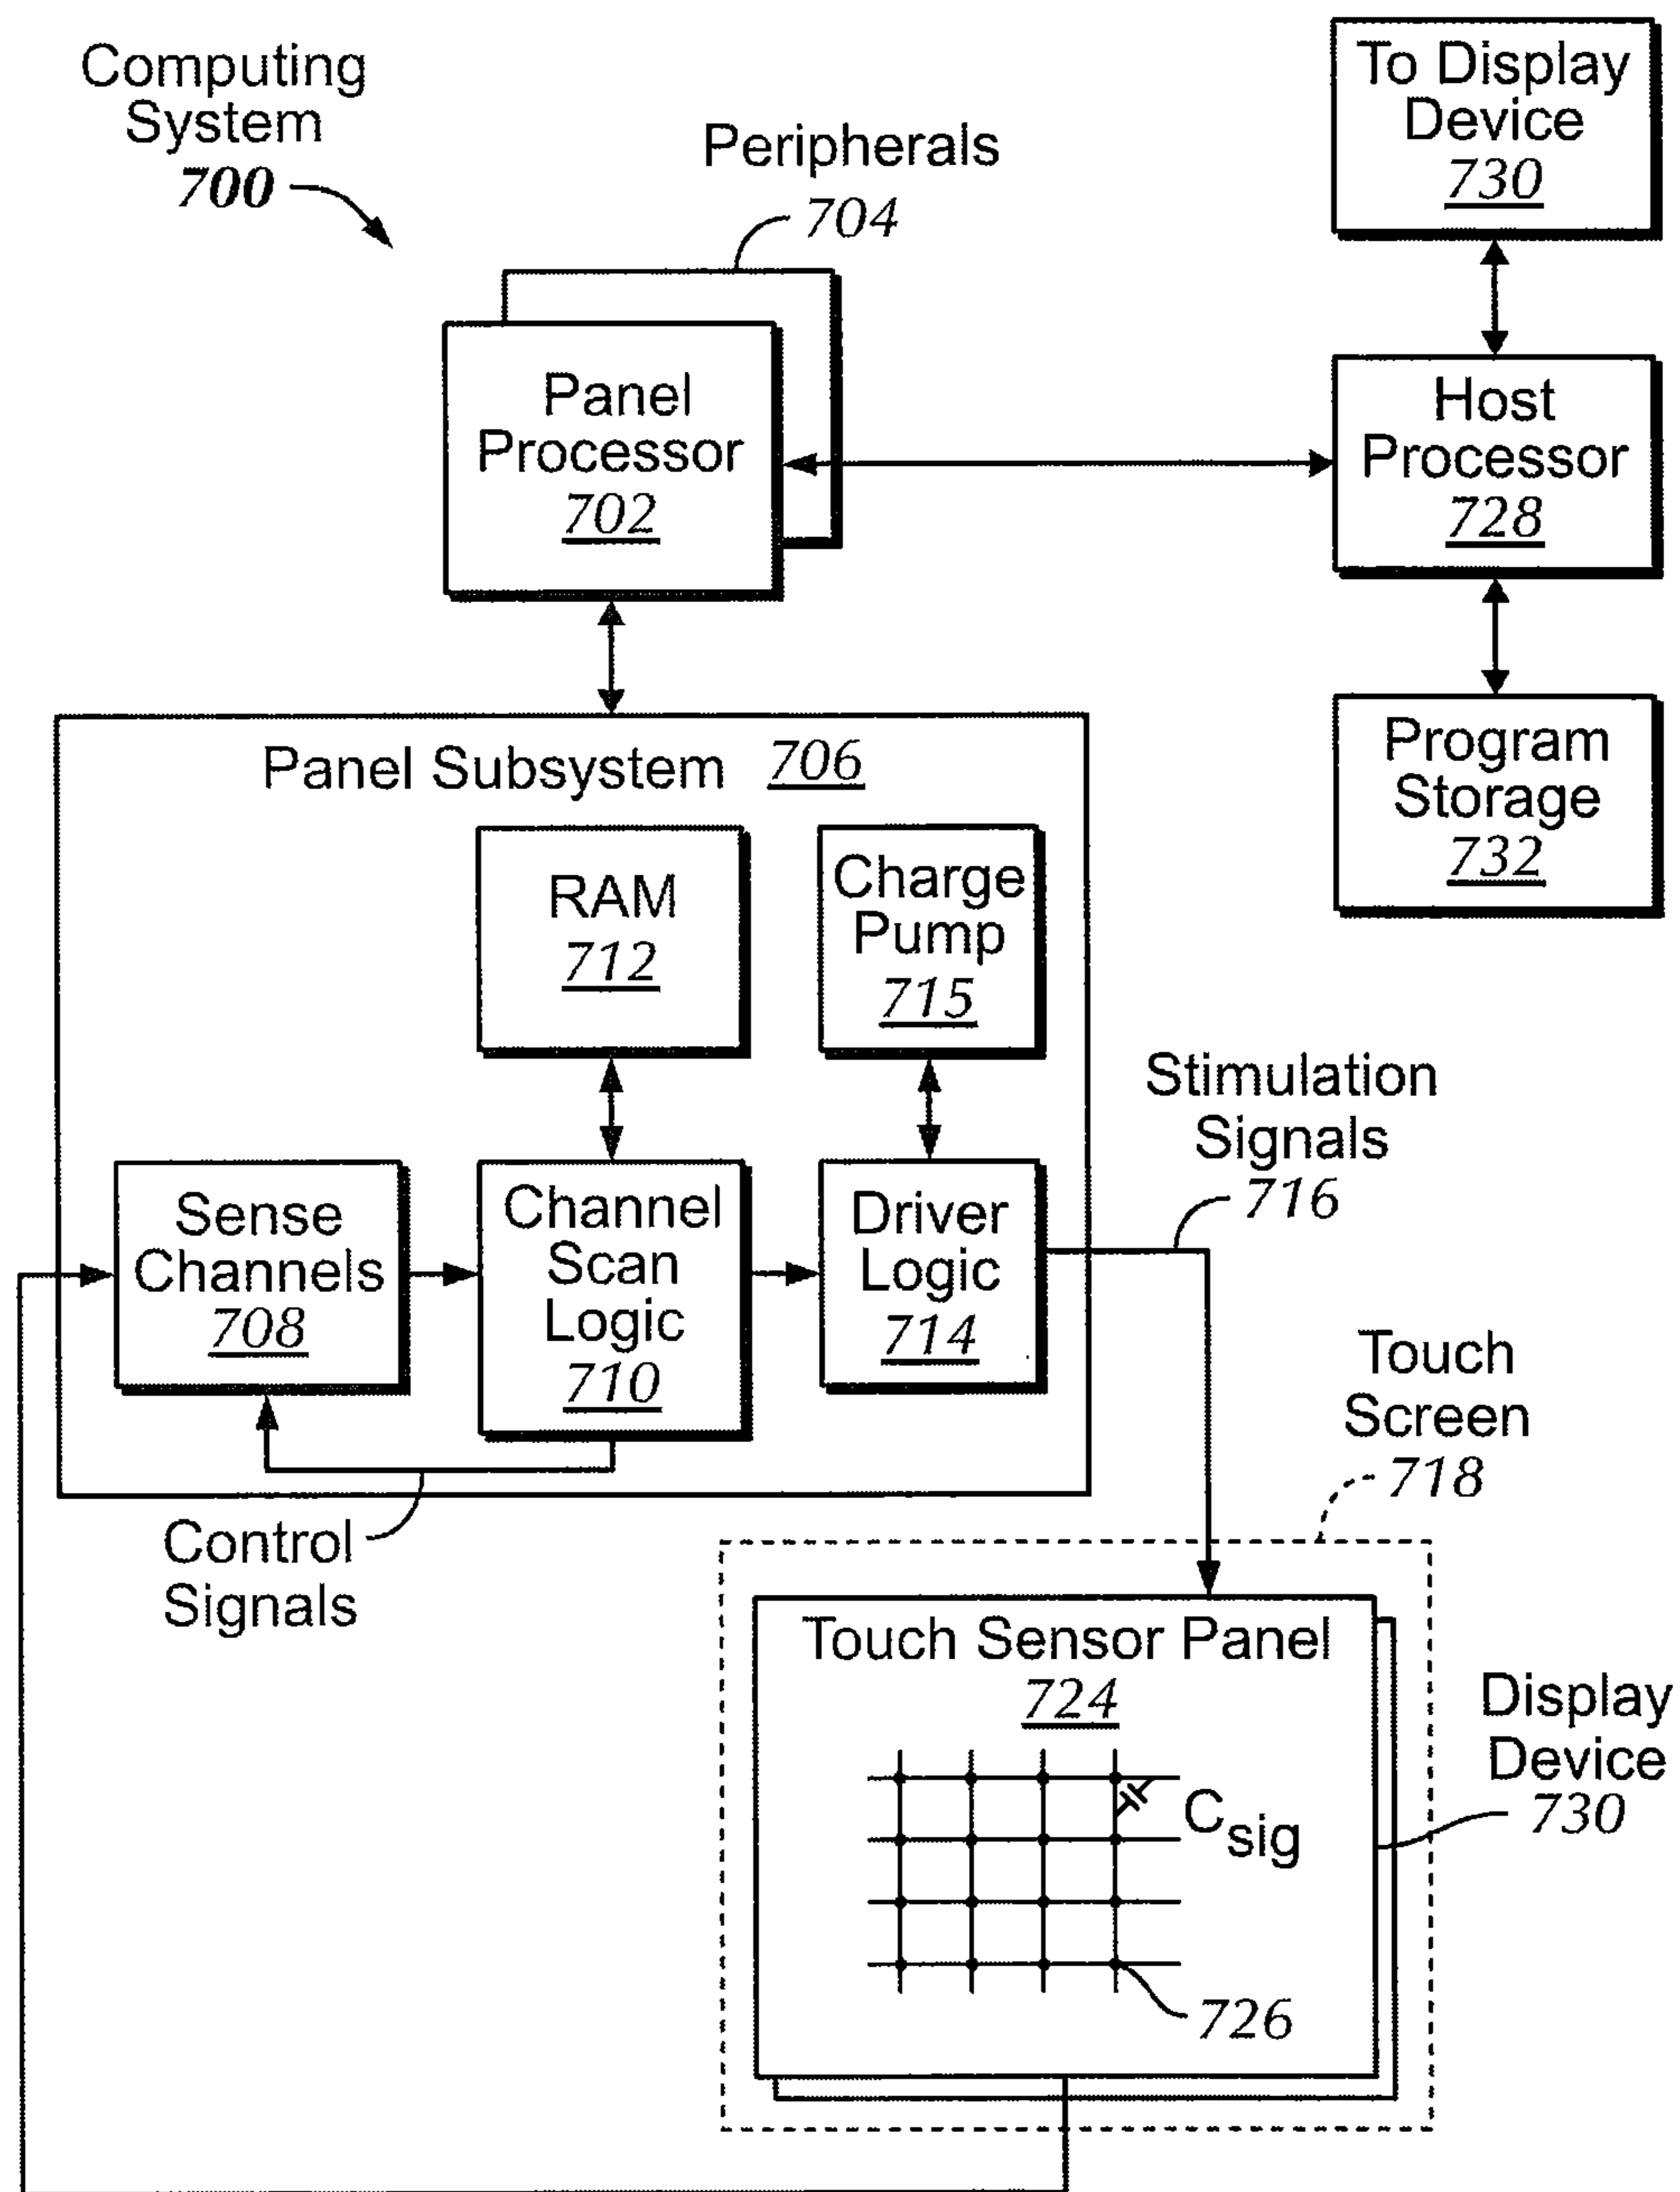 Computing
System
700
Peripherals
704
To Display
Device
730
Panel
Processor
702
Host
Processor
728
Program
Storage
732
Panel Subsystem 706
RAM
712
Charge
Pump
715
Sense
Channels
708
Channel
Scan
Logic
710
Driver
Logic
714
Stimulation
Signals
716
Control
Signals
Touch
Screen
718
Touch Sensor Panel
724
Csig
726
Display
Device
730